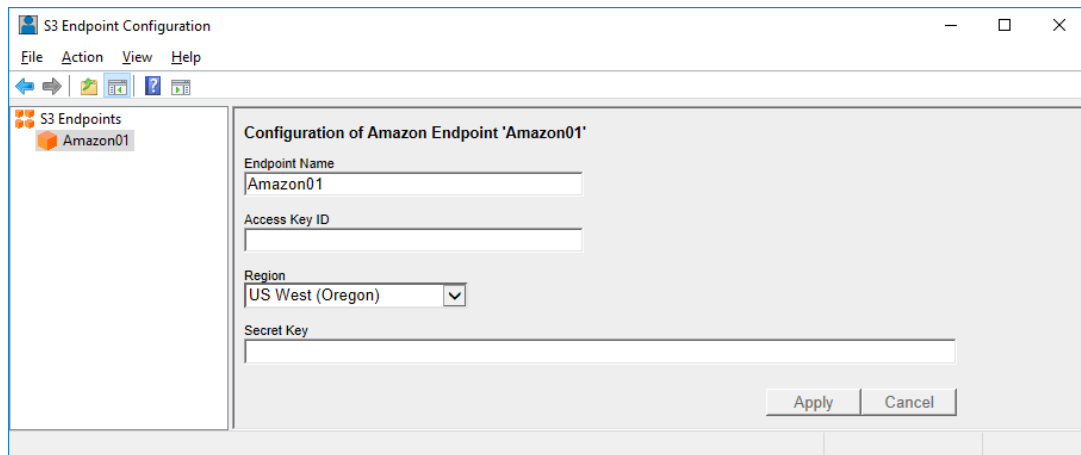 S3 Endpoint Configuration
File Action View Help
S3 Endpoints
Amazon01
Configuration of Amazon Endpoint 'Amazon01'
Endpoint Name
Amazon01
Access Key ID
Region
US West (Oregon)
Secret Key
Apply Cancel